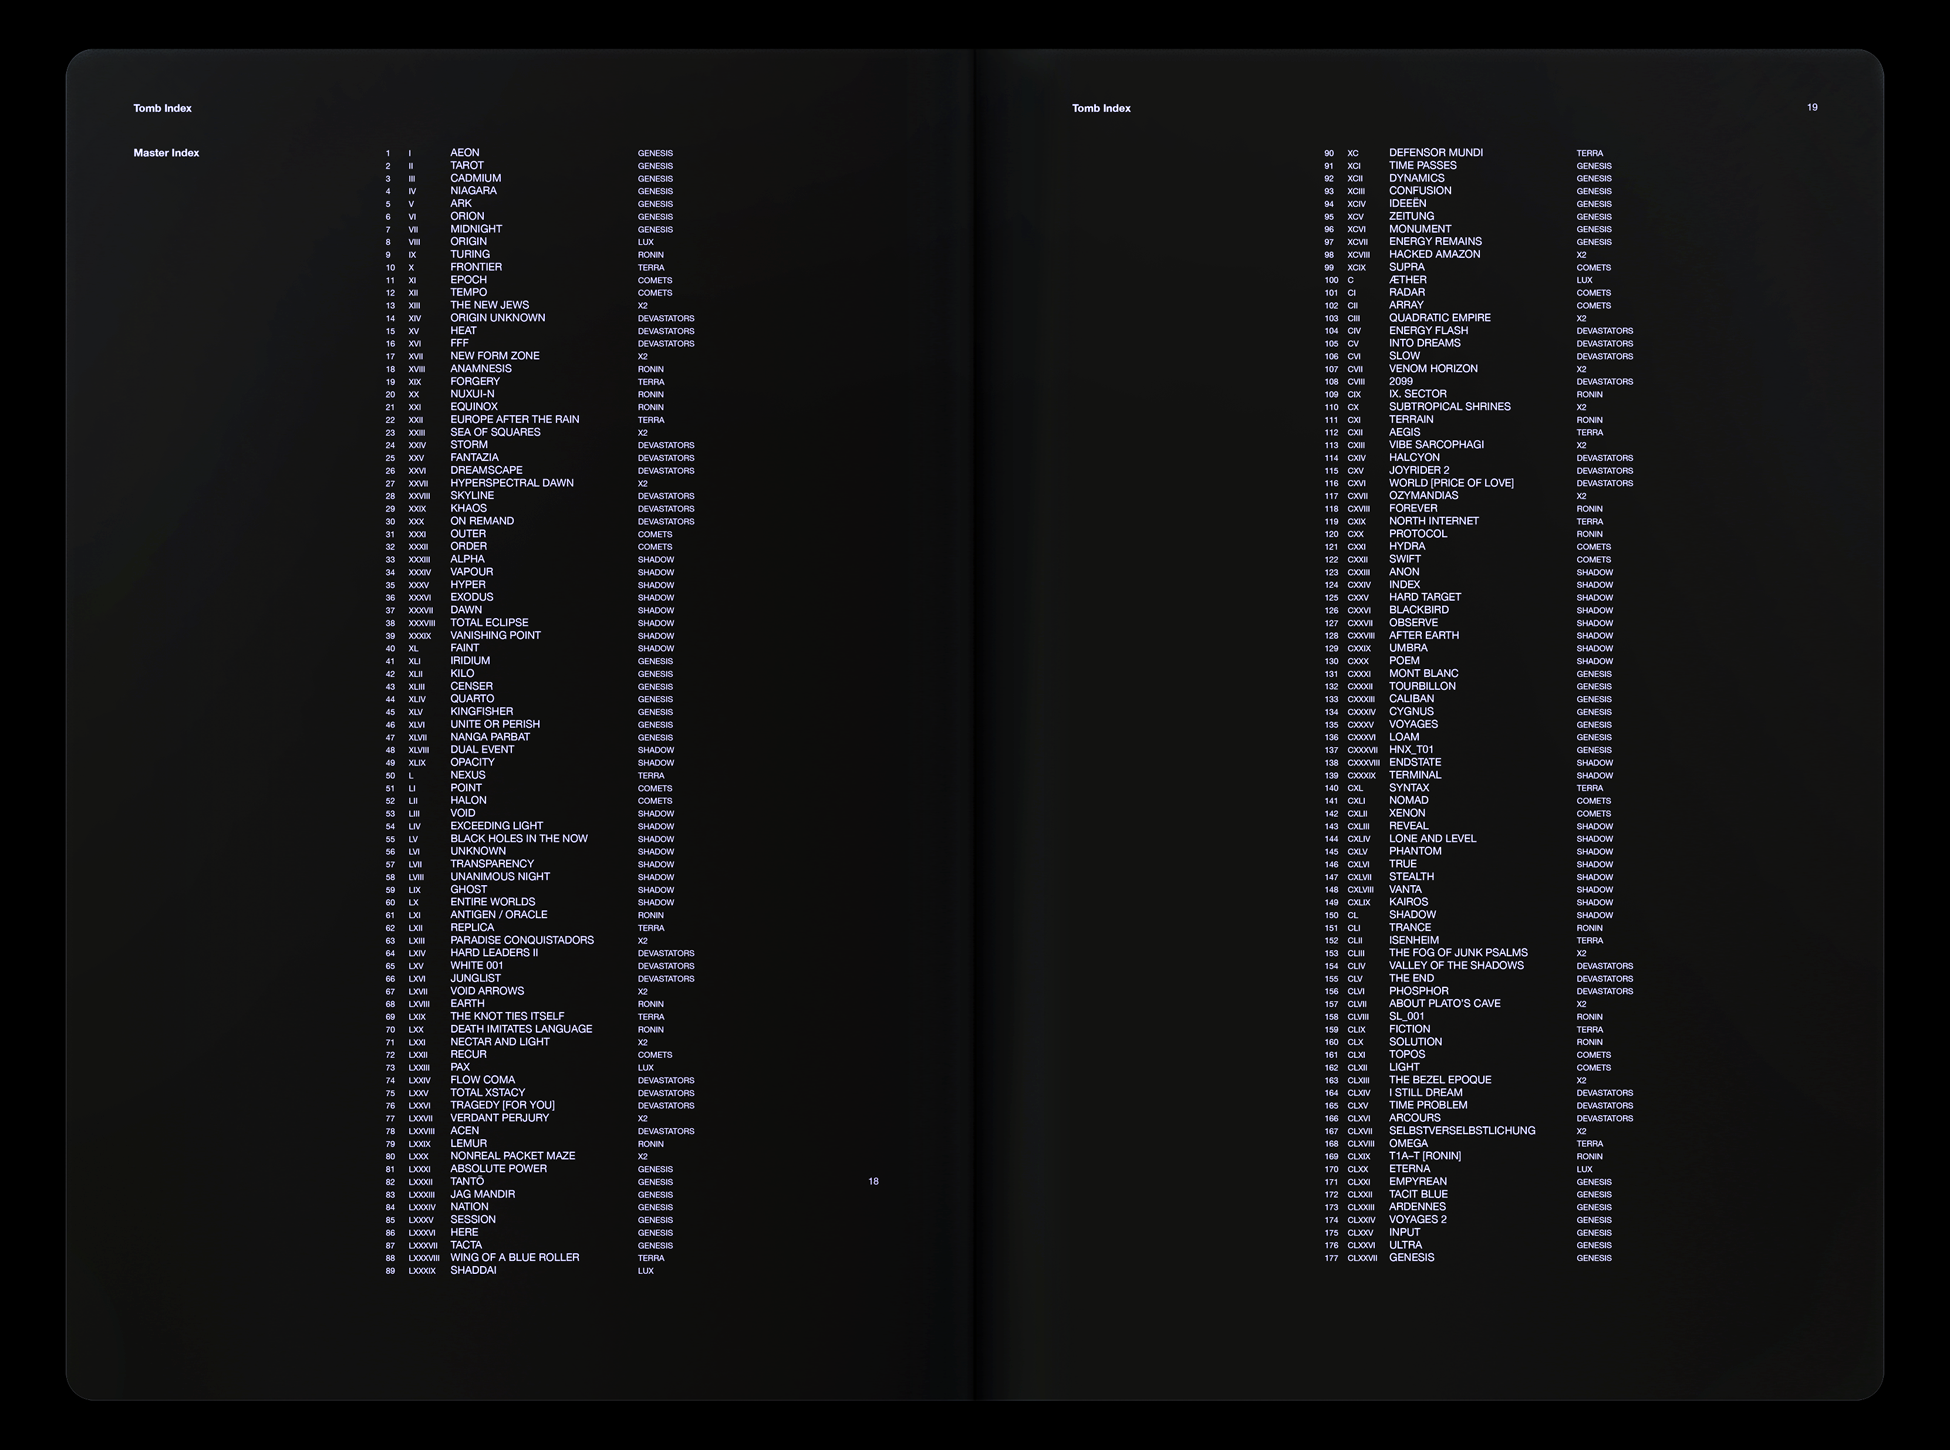 Tomb Index
Master Index
1 I AEON GENESIS
2 II TAROT GENESIS
3 III CADMIUM GENESIS
4 IV NIAGARA GENESIS
5 V ARK GENESIS
6 VI ORION GENESIS
7 VII MIDNIGHT GENESIS
8 VIII ORIGIN LUX
9 IX TURING RONIN
10 X FRONTIER TERRA
11 XI EPOCH COMETS
12 XII TEMPO COMETS
13 XIII THE NEW JEWS X2
14 XIV ORIGIN UNKNOWN DEVASTATORS
15 XV HEAT DEVASTATORS
16 XVI FFF DEVASTATORS
17 XVII NEW FORM ZONE X2
18 XVIII ANAMNESIS RONIN
19 XIX FORGERY TERRA
20 XX NUXUI-N RONIN
21 XXI EQUINOX RONIN
22 XXII EUROPE AFTER THE RAIN TERRA
23 XXIII SEA OF SQUARES X2
24 XXIV STORM DEVASTATORS
25 XXV FANTAZIA DEVASTATORS
26 XXVI DREAMSCAPE DEVASTATORS
27 XXVII HYPERSPECTRAL DAWN X2
28 XXVIII SKYLINE DEVASTATORS
29 XXIX KHAOS DEVASTATORS
30 XXX ON REMAND DEVASTATORS
31 XXXI OUTER COMETS
32 XXXII ORDER COMETS
33 XXXIII ALPHA SHADOW
34 XXXIV VAPOUR SHADOW
35 XXXV HYPER SHADOW
36 XXXVI EXODUS SHADOW
37 XXXVII DAWN SHADOW
38 XXXVIII TOTAL ECLIPSE SHADOW
39 XXXIX VANISHING POINT SHADOW
40 XL FAINT SHADOW
41 XLI IRIDIUM GENESIS
42 XLII KILO GENESIS
43 XLIII CENSER GENESIS
44 XLIV QUARTO GENESIS
45 XLV KINGFISHER GENESIS
46 XLVI UNITE OR PERISH GENESIS
47 XLVII NANGA PARBAT GENESIS
48 XLVIII DUAL EVENT SHADOW
49 XLIX OPACITY SHADOW
50 L NEXUS TERRA
51 LI POINT COMETS
52 LII HALON COMETS
53 LIII VOID SHADOW
54 LIV EXCEEDING LIGHT SHADOW
55 LV BLACK HOLES IN THE NOW SHADOW
56 LVI UNKNOWN SHADOW
57 LVII TRANSPARENCY SHADOW
58 LVIII UNANIMOUS NIGHT SHADOW
59 LIX GHOST SHADOW
60 LX ENTIRE WORLDS SHADOW
61 LXI ANTIGEN / ORACLE RONIN
62 LXII REPLICA TERRA
63 LXIII PARADISE CONQUISTADORS X2
64 LXIV HARD LEADERS II DEVASTATORS
65 LXV WHITE 001 DEVASTATORS
66 LXVI JUNGLIST DEVASTATORS
67 LXVII VOID ARROWS X2
68 LXVIII EARTH RONIN
69 LXIX THE KNOT TIES ITSELF TERRA
70 LXX DEATH IMITATES LANGUAGE RONIN
71 LXXI NECTAR AND LIGHT X2
72 LXXII RECUR COMETS
73 LXXIII PAX LUX
74 LXXIV FLOW COMA DEVASTATORS
75 LXXV TOTAL XSTACY DEVASTATORS
76 LXXVI TRAGEDY [FOR YOU] DEVASTATORS
77 LXXVII VERDANT PERJURY X2
78 LXXVIII ACEN DEVASTATORS
79 LXXIX LEMUR RONIN
80 LXXX NONREAL PACKET MAZE X2
81 LXXXI ABSOLUTE POWER GENESIS
82 LXXXII TANTŌ GENESIS
83 LXXXIII JAG MANDIR GENESIS
84 LXXXIV NATION GENESIS
85 LXXXV SESSION GENESIS
86 LXXXVI HERE GENESIS
87 LXXXVII TACTA GENESIS
88 LXXXVIII WING OF A BLUE ROLLER TERRA
89 LXXXIX SHADDAI LUX
18
Tomb Index
19
90 XC DEFENSOR MUNDI TERRA
91 XCI TIME PASSES GENESIS
92 XCII DYNAMICS GENESIS
93 XCIII CONFUSION GENESIS
94 XCIV IDEEËN GENESIS
95 XCV ZEITUNG GENESIS
96 XCVI MONUMENT GENESIS
97 XCVII ENERGY REMAINS GENESIS
98 XCVIII HACKED AMAZON X2
99 XCIX SUPRA COMETS
100 C ÆTHER LUX
101 CI RADAR COMETS
102 CII ARRAY COMETS
103 CIII QUADRATIC EMPIRE X2
104 CIV ENERGY FLASH DEVASTATORS
105 CV INTO DREAMS DEVASTATORS
106 CVI SLOW DEVASTATORS
107 CVII VENOM HORIZON X2
108 CVIII 2099 DEVASTATORS
109 CIX IX. SECTOR RONIN
110 CX SUBTROPICAL SHRINES X2
111 CXI TERRAIN RONIN
112 CXII AEGIS TERRA
113 CXIII VIBE SARCOPHAGI X2
114 CXIV HALCYON DEVASTATORS
115 CXV JOYRIDER 2 DEVASTATORS
116 CXVI WORLD [PRICE OF LOVE] DEVASTATORS
117 CXVII OZYMANDIAS X2
118 CXVIII FOREVER RONIN
119 CXIX NORTH INTERNET TERRA
120 CXX PROTOCOL RONIN
121 CXXI HYDRA COMETS
122 CXXII SWIFT COMETS
123 CXXIII ANON SHADOW
124 CXXIV INDEX SHADOW
125 CXXV HARD TARGET SHADOW
126 CXXVI BLACKBIRD SHADOW
127 CXXVII OBSERVE SHADOW
128 CXXVIII AFTER EARTH SHADOW
129 CXXIX UMBRA SHADOW
130 CXXX POEM SHADOW
131 CXXXI MONT BLANC GENESIS
132 CXXXII TOURBILLON GENESIS
133 CXXXIII CALIBAN GENESIS
134 CXXXIV CYGNUS GENESIS
135 CXXXV VOYAGES GENESIS
136 CXXXVI LOAM GENESIS
137 CXXXVII HNX_T01 GENESIS
138 CXXXVIII ENDSTATE SHADOW
139 CXXXIX TERMINAL SHADOW
140 CXL SYNTAX TERRA
141 CXLI NOMAD COMETS
142 CXLII XENON COMETS
143 CXLIII REVEAL SHADOW
144 CXLIV LONE AND LEVEL SHADOW
145 CXLV PHANTOM SHADOW
146 CXLVI TRUE SHADOW
147 CXLVII STEALTH SHADOW
148 CXLVIII VANTA SHADOW
149 CXLIX KAIROS SHADOW
150 CL SHADOW SHADOW
151 CLI TRANCE RONIN
152 CLII ISENHEIM TERRA
153 CLIII THE FOG OF JUNK PSALMS X2
154 CLIV VALLEY OF THE SHADOWS DEVASTATORS
155 CLV THE END DEVASTATORS
156 CLVI PHOSPHOR DEVASTATORS
157 CLVII ABOUT PLATO'S CAVE X2
158 CLVIII SL_001 RONIN
159 CLIX FICTION TERRA
160 CLX SOLUTION RONIN
161 CLXI TOPOS COMETS
162 CLXII LIGHT COMETS
163 CLXIII THE BEZEL EPOQUE X2
164 CLXIV I STILL DREAM DEVASTATORS
165 CLXV TIME PROBLEM DEVASTATORS
166 CLXVI ARCOURS DEVASTATORS
167 CLXVII SELBSTVERSELBSTLICHUNG X2
168 CLXVIII OMEGA TERRA
169 CLXIX T1A–T [RONIN] RONIN
170 CLXX ETERNA LUX
171 CLXXI EMPYREAN GENESIS
172 CLXXII TACIT BLUE GENESIS
173 CLXXIII ARDENNES GENESIS
174 CLXXIV VOYAGES 2 GENESIS
175 CLXXV INPUT GENESIS
176 CLXXVI ULTRA GENESIS
177 CLXXVII GENESIS GENESIS